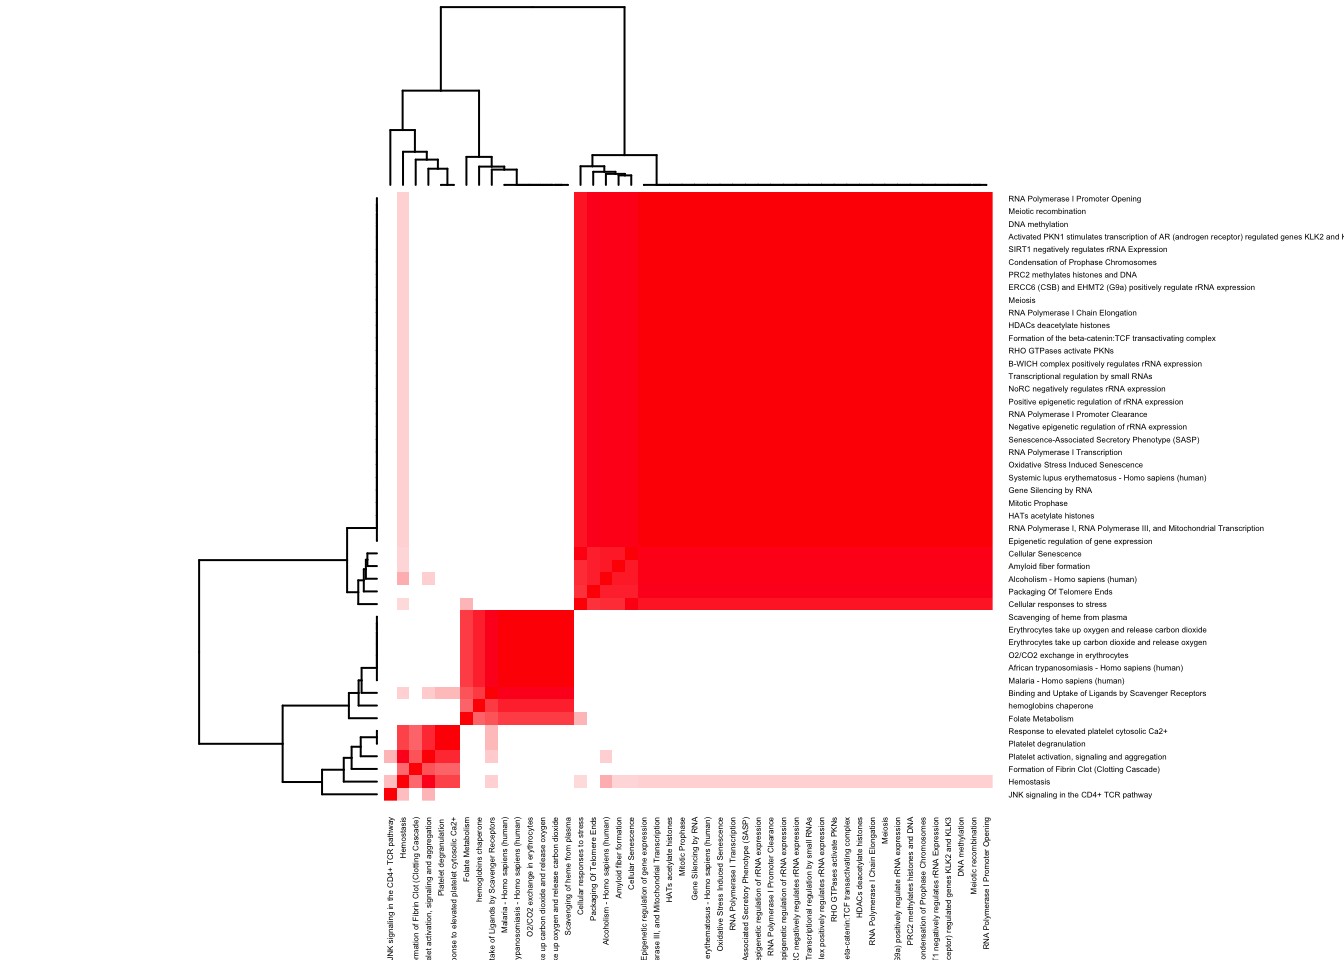 RNA Polymerase I Promoter Opening
Meiotic recombination
DNA methylation
Activated PKN1 stimulates transcription of AR (androgen receptor) regulated genes KLK2 and K
SIRT1 negatively regulates rRNA Expression
Condensation of Prophase Chromosomes
PRC2 methylates histones and DNA
ERCC6 (CSB) and EHMT2 (G9a) positively regulate rRNA expression
Meiosis
RNA Polymerase I Chain Elongation
HDACs deacetylate histones
Formation of the beta-catenin:TCF transactivating complex
RHO GTPases activate PKNs
B-WICH complex positively regulates rRNA expression
Transcriptional regulation by small RNAs
NoRC negatively regulates rRNA expression
Positive epigenetic regulation of rRNA expression
RNA Polymerase I Promoter Clearance
Negative epigenetic regulation of rRNA expression
Senescence-Associated Secretory Phenotype (SASP)
RNA Polymerase I Transcription
Oxidative Stress Induced Senescence
Systemic lupus erythematosus - Homo sapiens (human)
Gene Silencing by RNA
Mitotic Prophase
HATs acetylate histones
RNA Polymerase I, RNA Polymerase III, and Mitochondrial Transcription
Epigenetic regulation of gene expression
Cellular Senescence
Amyloid fiber formation
Alcoholism - Homo sapiens (human)
Packaging Of Telomere Ends
Cellular responses to stress
Scavenging of heme from plasma
Erythrocytes take up oxygen and release carbon dioxide
Erythrocytes take up carbon dioxide and release oxygen
O2/CO2 exchange in erythrocytes
African trypanosomiasis - Homo sapiens (human)
Malaria - Homo sapiens (human)
Binding and Uptake of Ligands by Scavenger Receptors
hemoglobins chaperone
Folate Metabolism
Response to elevated platelet cytosolic Ca2+
Platelet degranulation
Platelet activation, signaling and aggregation
Formation of Fibrin Clot (Clotting Cascade)
Hemostasis
JNK signaling in the CD4+ TCR pathway
JNK signaling in the CD4+ TCR pathway
Hemostasis
ormation of Fibrin Clot (Clotting Cascade)
elet activation, signaling and aggregation
Platelet degranulation
ponse to elevated platelet cytosolic Ca2+
Folate Metabolism
hemoglobins chaperone
take of Ligands by Scavenger Receptors
Malaria - Homo sapiens (human)
ypanosomiasis - Homo sapiens (human)
O2/CO2 exchange in erythrocytes
ke up carbon dioxide and release oxygen
ke up oxygen and release carbon dioxide
Scavenging of heme from plasma
Cellular responses to stress
Packaging Of Telomere Ends
Alcoholism - Homo sapiens (human)
Amyloid fiber formation
Cellular Senescence
Epigenetic regulation of gene expression
erase III, and Mitochondrial Transcription
HATs acetylate histones
Mitotic Prophase
Gene Silencing by RNA
erythematosus - Homo sapiens (human)
Oxidative Stress Induced Senescence
RNA Polymerase I Transcription
Associated Secretory Phenotype (SASP)
epigenetic regulation of rRNA expression
RNA Polymerase I Promoter Clearance
epigenetic regulation of rRNA expression
RC negatively regulates rRNA expression
Transcriptional regulation by small RNAs
lex positively regulates rRNA expression
RHO GTPases activate PKNs
beta-catenin:TCF transactivating complex
HDACs deacetylate histones
RNA Polymerase I Chain Elongation
Meiosis
G9a) positively regulate rRNA expression
PRC2 methylates histones and DNA
ondensation of Prophase Chromosomes
T1 negatively regulates rRNA Expression
ceptor) regulated genes KLK2 and KLK3
DNA methylation
Meiotic recombination
RNA Polymerase I Promoter Opening